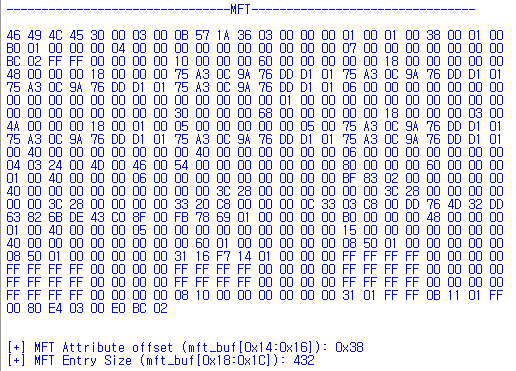 ---------------------------------MFT-------------------------------------
46 49 4C 45 30 00 03 00 0B 57 1A 36 03 00 00 00 01 00 01 00 38 00 01 00
B0 01 00 00 00 04 00 00 00 00 00 00 00 00 00 00 07 00 00 00 00 00 00 00
BC 02 FF FF 00 00 00 00 10 00 00 00 60 00 00 00 00 00 18 00 00 00 00 00
48 00 00 00 18 00 00 00 75 A3 0C 9A 76 DD D1 01 75 A3 0C 9A 76 DD D1 01
75 A3 0C 9A 76 DD D1 01 75 A3 0C 9A 76 DD D1 01 06 00 00 00 00 00 00 00
00 00 00 00 00 00 00 00 00 00 00 00 00 01 00 00 00 00 00 00 00 00 00 00
00 00 00 00 00 00 00 00 30 00 00 00 68 00 00 00 00 00 18 00 00 00 03 00
4A 00 00 00 18 00 01 00 05 00 00 00 00 00 05 00 75 A3 0C 9A 76 DD D1 01
75 A3 0C 9A 76 DD D1 01 75 A3 0C 9A 76 DD D1 01 75 A3 0C 9A 76 DD D1 01
00 40 00 00 00 00 00 00 00 40 00 00 00 00 00 00 06 00 00 00 00 00 00 00
04 03 24 00 4D 00 46 00 54 00 00 00 00 00 00 00 80 00 00 00 60 00 00 00
01 00 40 00 00 00 06 00 00 00 00 00 00 00 00 00 BF 83 02 00 00 00 00 00
40 00 00 00 00 00 00 00 00 00 3C 28 00 00 00 00 00 00 3C 28 00 00 00 00
00 00 3C 28 00 00 00 00 33 20 C8 00 00 00 0C 33 03 C8 00 DD 76 4D 32 DD
63 82 6B DE 43 C0 8F 00 FB 78 69 01 00 00 00 00 B0 00 00 00 48 00 00 00
01 00 40 00 00 00 05 00 00 00 00 00 00 00 00 00 15 00 00 00 00 00 00 00
40 00 00 00 00 00 00 00 00 60 01 00 00 00 00 00 08 50 01 00 00 00 00 00
08 50 01 00 00 00 00 00 31 16 F7 14 01 00 00 00 FF FF FF FF 00 00 00 00
FF FF FF FF 00 00 00 00 FF FF FF FF 00 00 00 00 FF FF FF FF 00 00 00 00
FF FF FF FF 00 00 00 00 FF FF FF FF 00 00 00 00 FF FF FF FF 00 00 00 00
FF FF FF FF 00 00 00 00 08 10 00 00 00 00 00 00 31 01 FF FF 0B 11 01 FF
00 80 E4 03 00 E0 BC 02
[+] MFT Attribute offset (mft_buf[0x14:0x16]): 0x38
[+] MFT Entry Size (mft_buf[0x18:0x1C]): 432